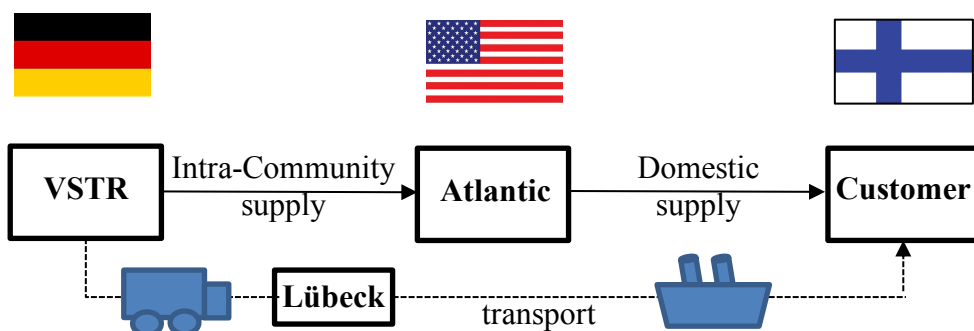 VSTR
Intra-Community
supply
Atlantic
Domestic
supply
Customer
Lübeck
transport